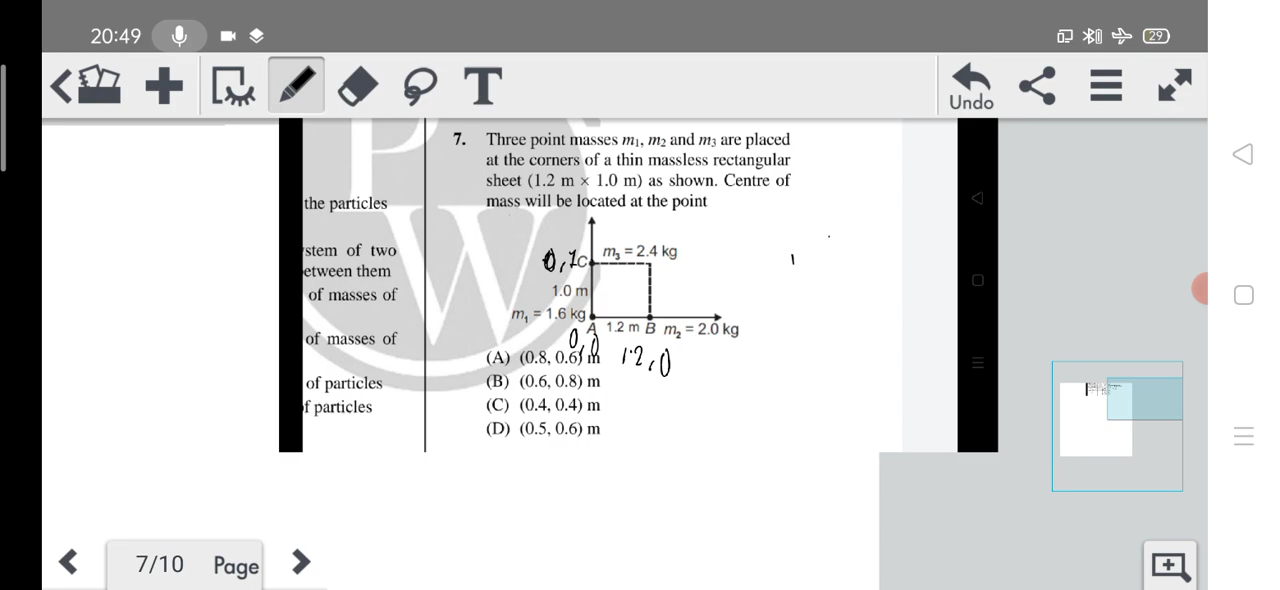 20:49
29
T
Undo
P
W
the particles
stem of two
etween them
of masses of
of masses of
of particles
f particles
7. Three point masses m₁, m₂ and m₃ are placed
at the corners of a thin massless rectangular
sheet (1.2 m × 1.0 m) as shown. Centre of
mass will be located at the point
0,1
C
m₃ = 2.4 kg
1.0 m
m₁ = 1.6 kg
A 1.2 m B m₂ = 2.0 kg
0,0
1.2,0
(A) (0.8, 0.6) m
(B) (0.6, 0.8) m
(C) (0.4, 0.4) m
(D) (0.5, 0.6) m
7/10 Page